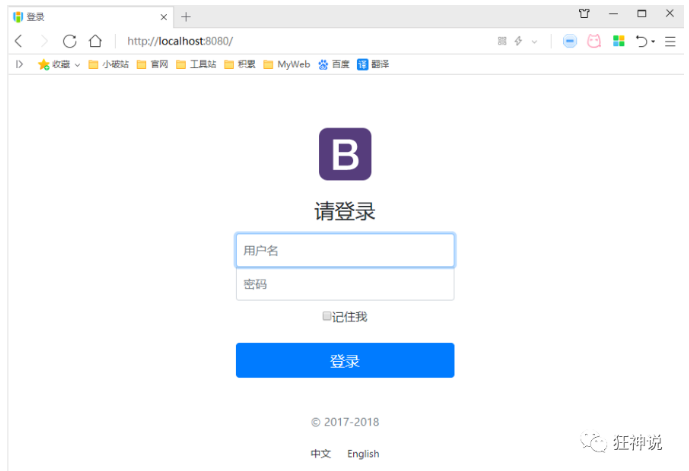 登录
http://localhost:8080/
收藏 小破站 官网 工具站 积累 MyWeb 百度 译 翻译
B
请登录
用户名
密码
记住我
登录
© 2017-2018
中文 English
狂神说